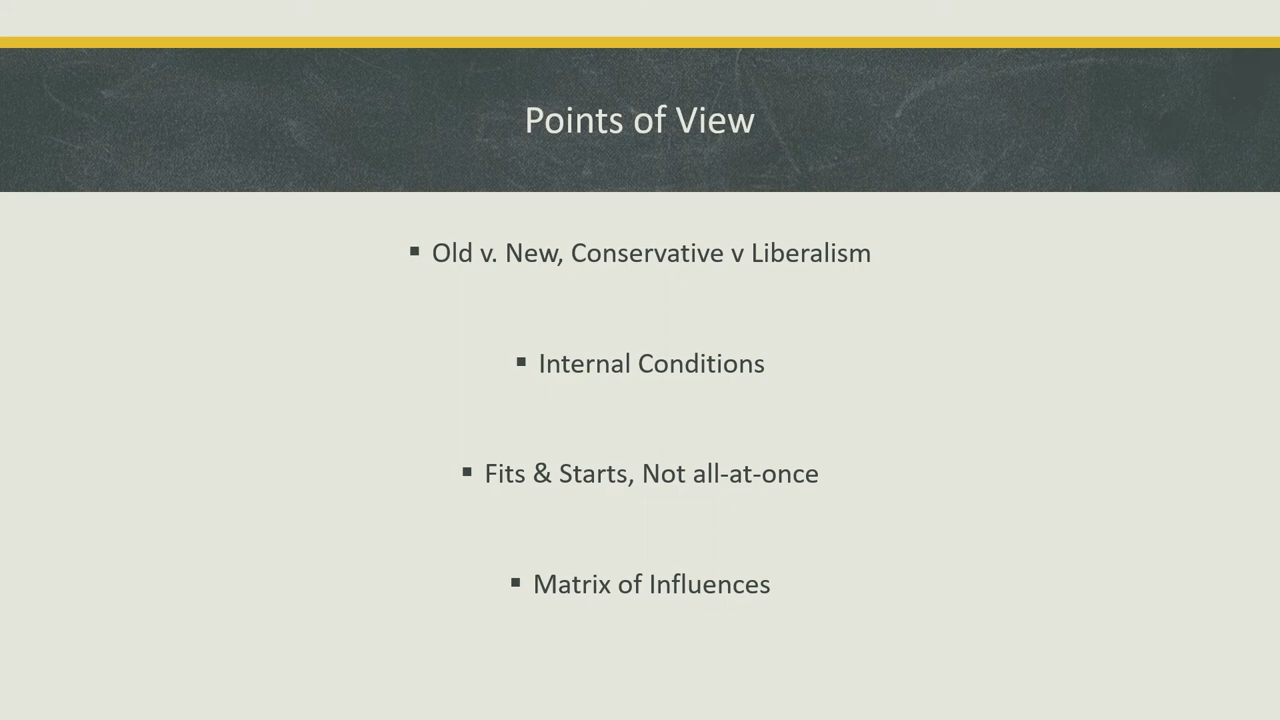 Points of View
▪ Old v. New, Conservative v Liberalism
▪ Internal Conditions
▪ Fits & Starts, Not all-at-once
▪ Matrix of Influences